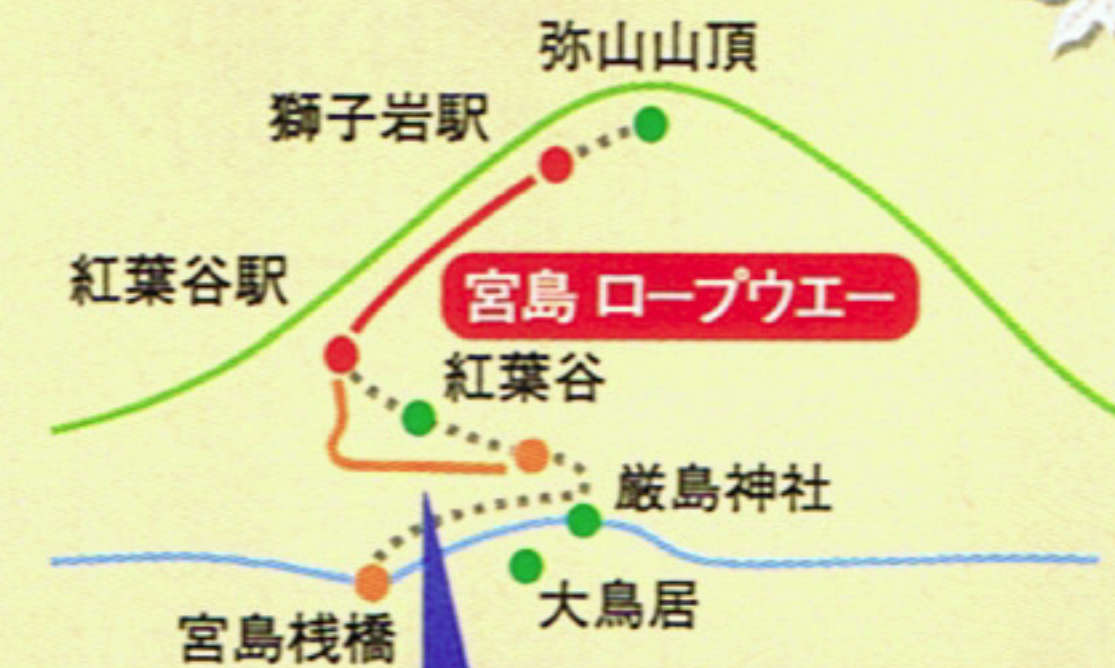 弥山山頂
獅子岩駅
紅葉谷駅
宮島 ロープウエー
紅葉谷
厳島神社
大鳥居
宮島桟橋